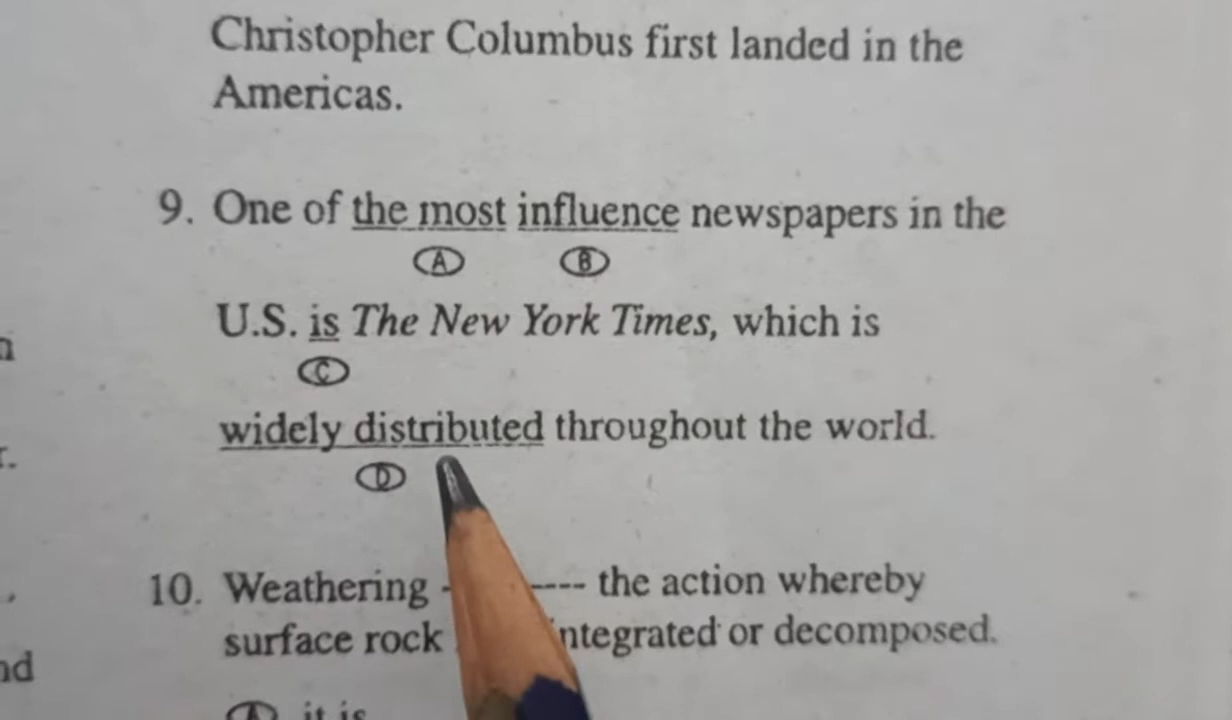 Christopher Columbus first landed in the
Americas.
9. One of the most influence newspapers in the
A B
U.S. is The New York Times, which is
C
widely distributed throughout the world.
D
10. Weathering ---- the action whereby
surface rock ntegrated or decomposed.
A it is